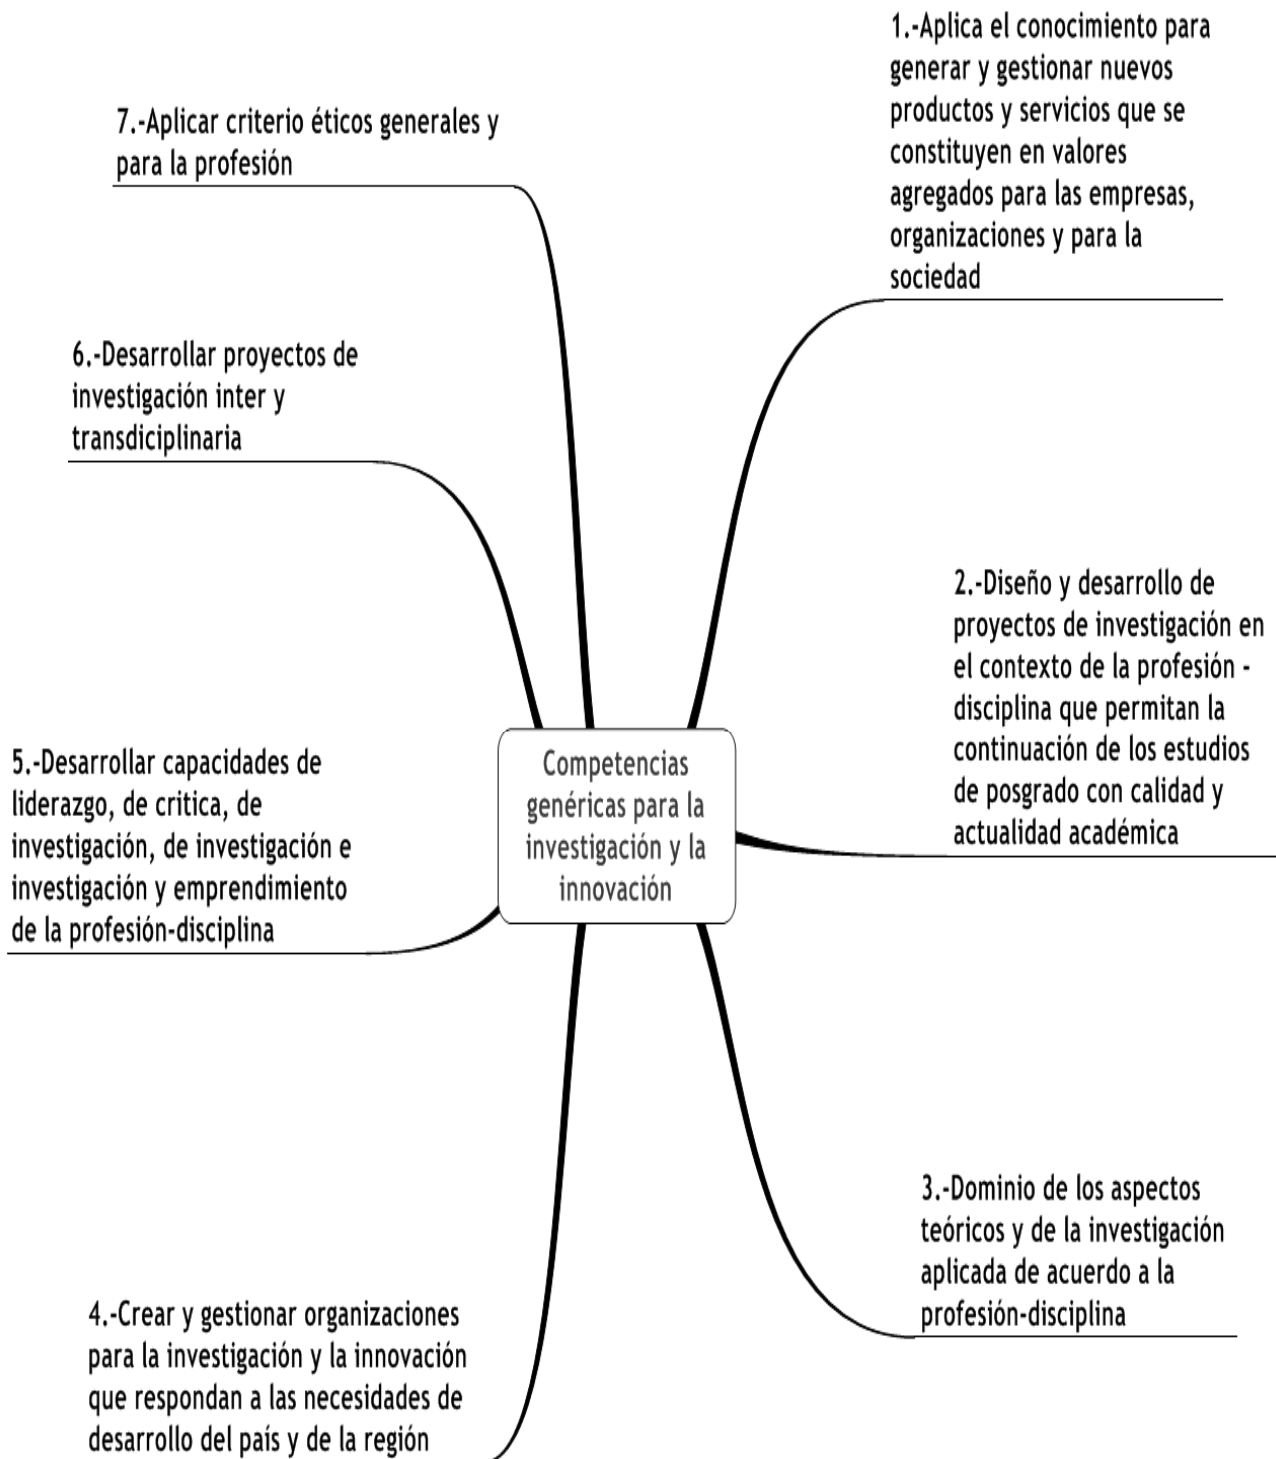 1.-Aplica el conocimiento para
generar y gestionar nuevos
productos y servicios que se
constituyen en valores
agregados para las empresas,
organizaciones y para la
sociedad
7.-Aplicar criterio éticos generales y
para la profesión
6.-Desarrollar proyectos de
investigación inter y
transdiciplinaria
2.-Diseño y desarrollo de
proyectos de investigación en
el contexto de la profesión -
disciplina que permitan la
continuación de los estudios
de posgrado con calidad y
actualidad académica
Competencias
genéricas para la
investigación y la
innovación
5.-Desarrollar capacidades de
liderazgo, de critica, de
investigación, de investigación e
investigación y emprendimiento
de la profesión-disciplina
3.-Dominio de los aspectos
teóricos y de la investigación
aplicada de acuerdo a la
profesión-disciplina
4.-Crear y gestionar organizaciones
para la investigación y la innovación
que respondan a las necesidades de
desarrollo del país y de la región